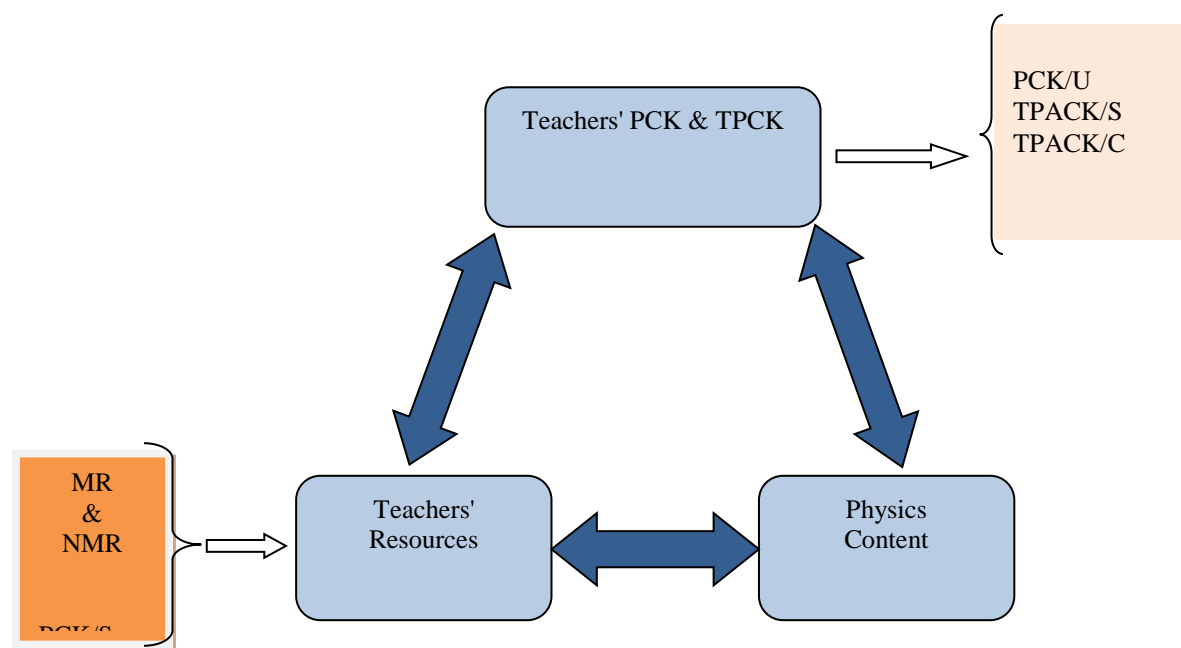 Teachers' PCK & TPCK
PCK/U
TPACK/S
TPACK/C
MR
&
NMR
Teachers'
Resources
Physics
Content